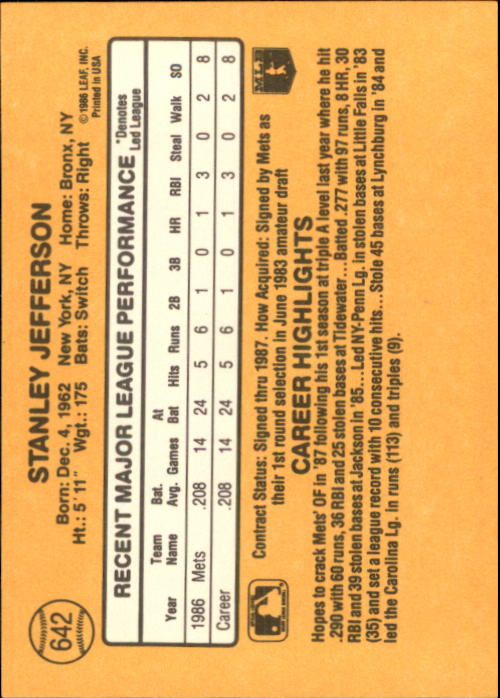 642
STANLEY JEFFERSON
Born: Dec. 4, 1962 New York, NY Home: Bronx, NY
Ht.: 5'11" Wgt.: 175 Bats: Switch Throws: Right
©1986 LEAF, INC.
Printed in USA
RECENT MAJOR LEAGUE PERFORMANCE *Denotes Led League
Year Team Name Bat. Avg. Games At Bat Hits Runs 2B 3B HR RBI Steal Walk SO
1986 Mets .208 14 24 5 6 1 0 1 3 0 2 8
Career .208 14 24 5 6 1 0 1 3 0 2 8
Contract Status: Signed thru 1987. How Acquired: Signed by Mets as
their 1st round selection in June 1983 amateur draft
MLP
CAREER HIGHLIGHTS
Hopes to crack Mets' OF in '87 following his 1st season at triple A level last year where he hit
.290 with 60 runs, 36 RBI and 25 stolen bases at Tidewater...Batted .277 with 97 runs, 8 HR, 30
RBI and 39 stolen bases at Jackson in '85...Led NY-Penn Lg. in stolen bases at Little Falls in '83
(35) and set a league record with 10 consecutive hits...Stole 45 bases at Lynchburg in '84 and
led the Carolina Lg. in runs (113) and triples (9).